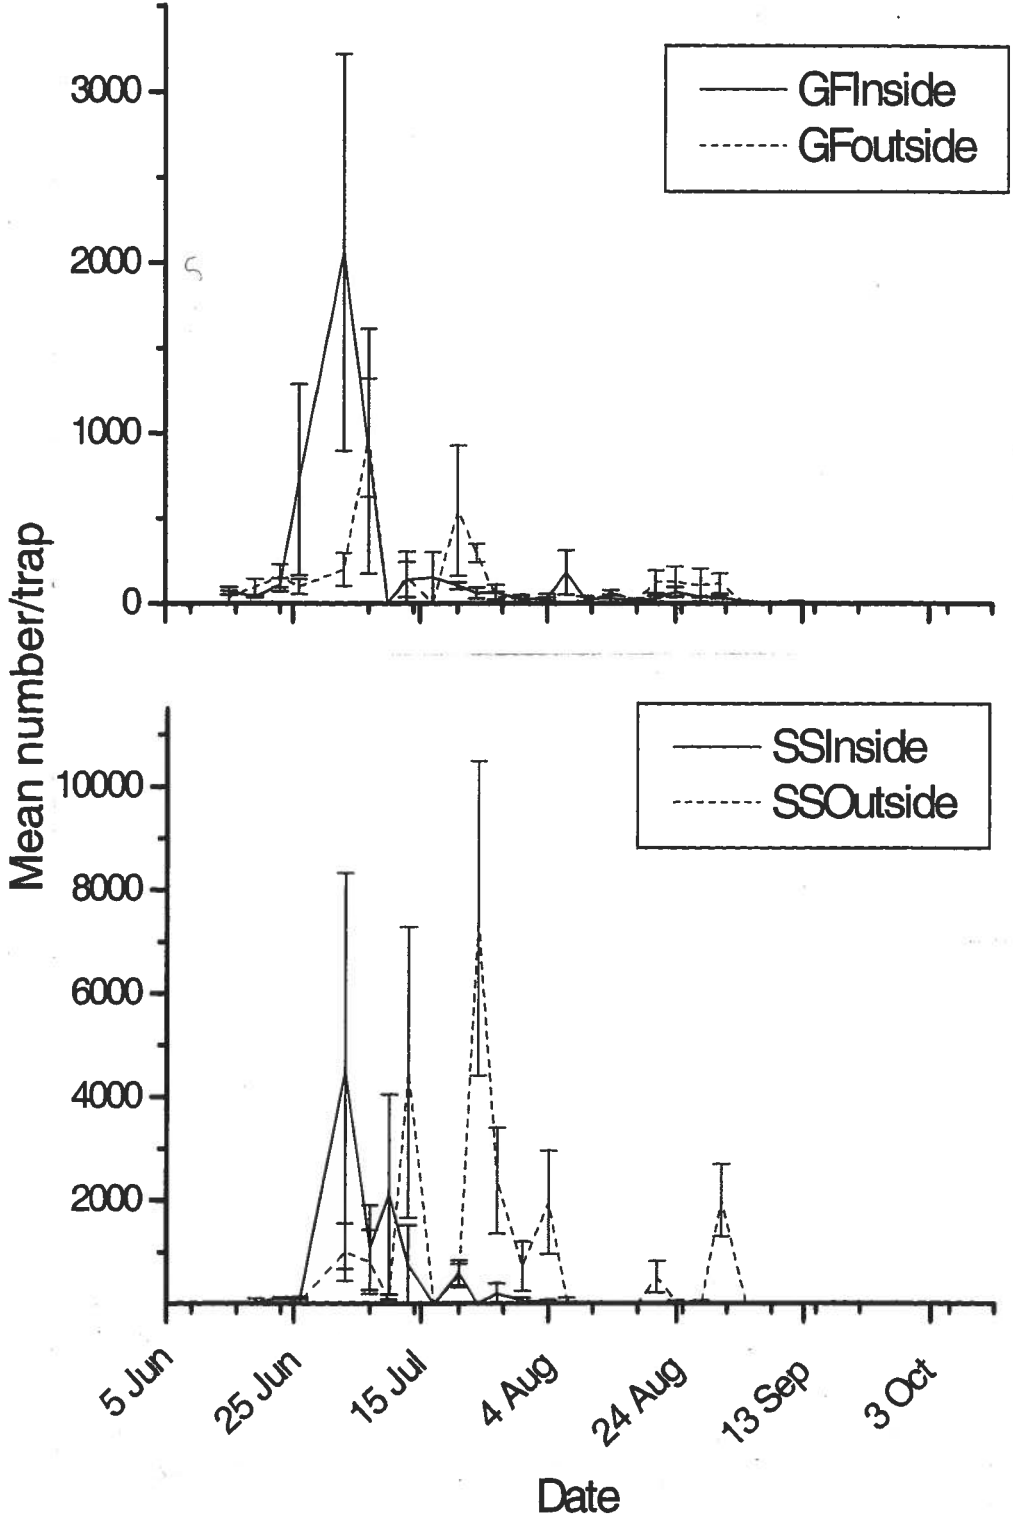 3000
2000
1000
0
GFInside
GFoutside
Mean number/trap
10000
8000
6000
4000
2000
SSInside
SSOutside
5 Jun
25 Jun
15 Jul
4 Aug
24 Aug
13 Sep
3 Oct
Date